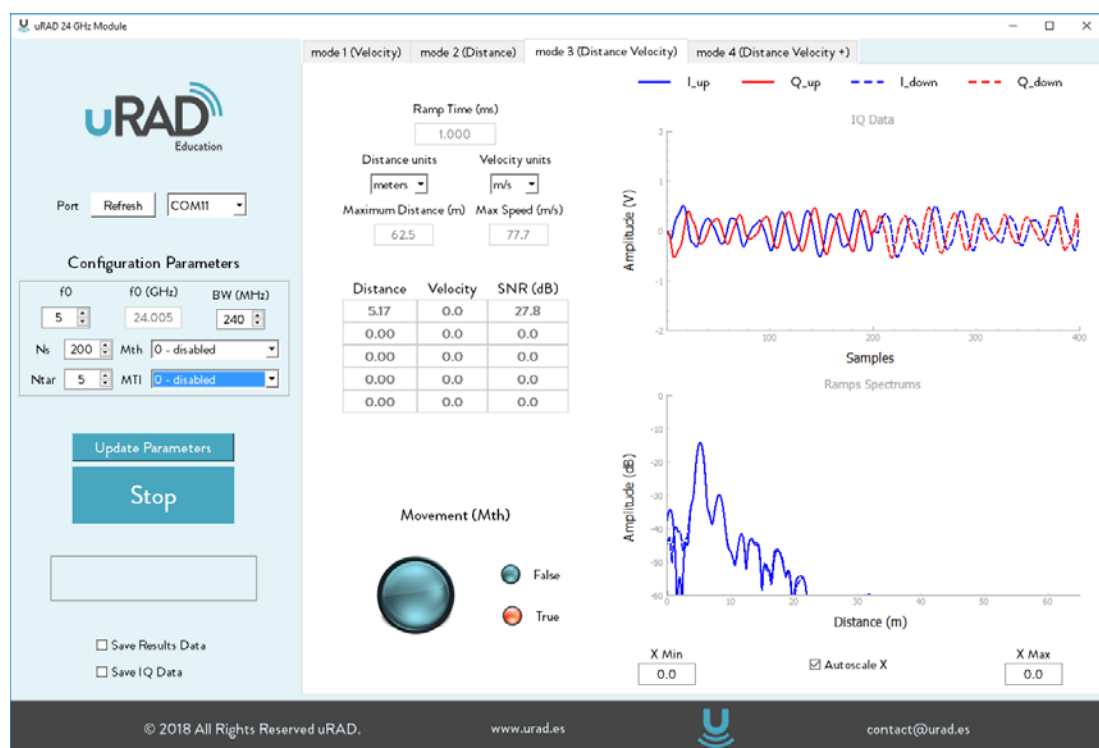 uRAD 24 GHz Module
mode 1 (Velocity) mode 2 (Distance) mode 3 (Distance Velocity) mode 4 (Distance Velocity +)
uRAD
Education
Port Refresh COM11
Configuration Parameters
f0 f0 (GHz) BW (MHz)
5 24.005 240
Ns 200 Mth 0 - disabled
Ntar 5 MTI 0 - disabled
Update Parameters
Stop
Save Results Data
Save IQ Data
Ramp Time (ms)
1.000
Distance units Velocity units
meters m/s
Maximum Distance (m) Max Speed (m/s)
62.5 77.7
Distance Velocity SNR (dB)
5.17 0.0 27.8
0.00 0.0 0.0
0.00 0.0 0.0
0.00 0.0 0.0
0.00 0.0 0.0
Movement (Mth)
False
True
I_up Q_up I_down Q_down
IQ Data
Amplitude (V)
2
1
0
-1
-2
100 200 300 400
Samples
Ramps Spectrums
Amplitude (dB)
0
-10
-20
-30
-40
-50
-60
0 10 20 30 40 50 60
Distance (m)
X Min Autoscale X X Max
0.0 0.0
© 2018 All Rights Reserved uRAD. www.urad.es contact@urad.es